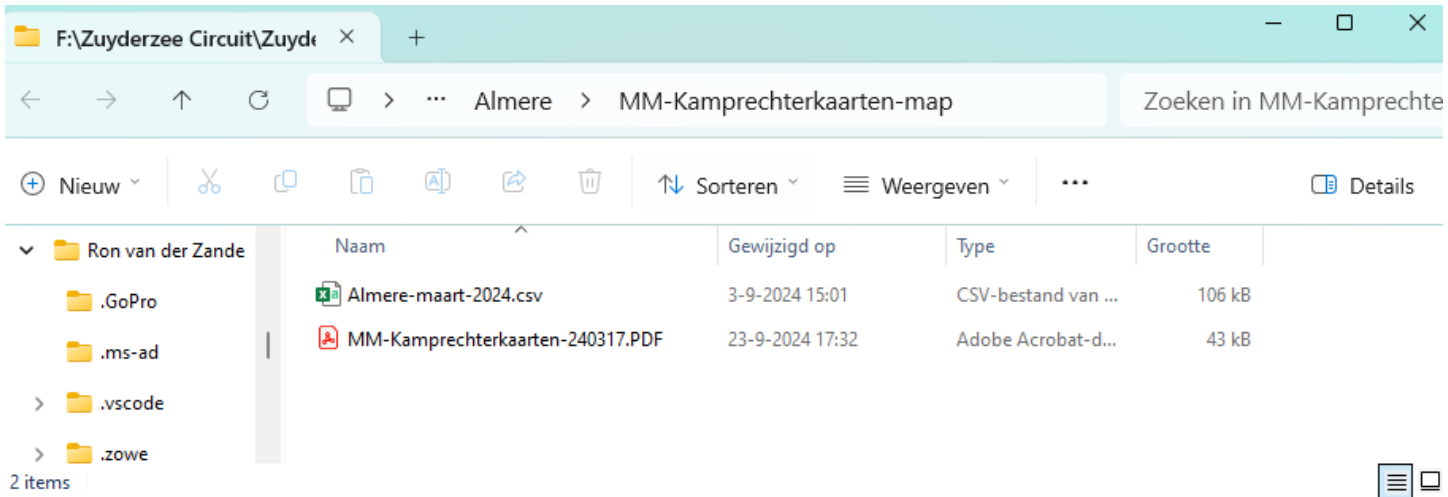 F:\Zuyderzee Circuit\Zuyde
... Almere > MM-Kamprechterkaarten-map Zoeken in MM-Kamprechte
Nieuw Sorteren Weergeven ... Details
Ron van der Zande Naam Gewijzigd op Type Grootte
.GoPro Almere-maart-2024.csv 3-9-2024 15:01 CSV-bestand van ... 106 kB
.ms-ad MM-Kamprechterkaarten-240317.PDF 23-9-2024 17:32 Adobe Acrobat-d... 43 kB
.vscode
.zowe
2 items